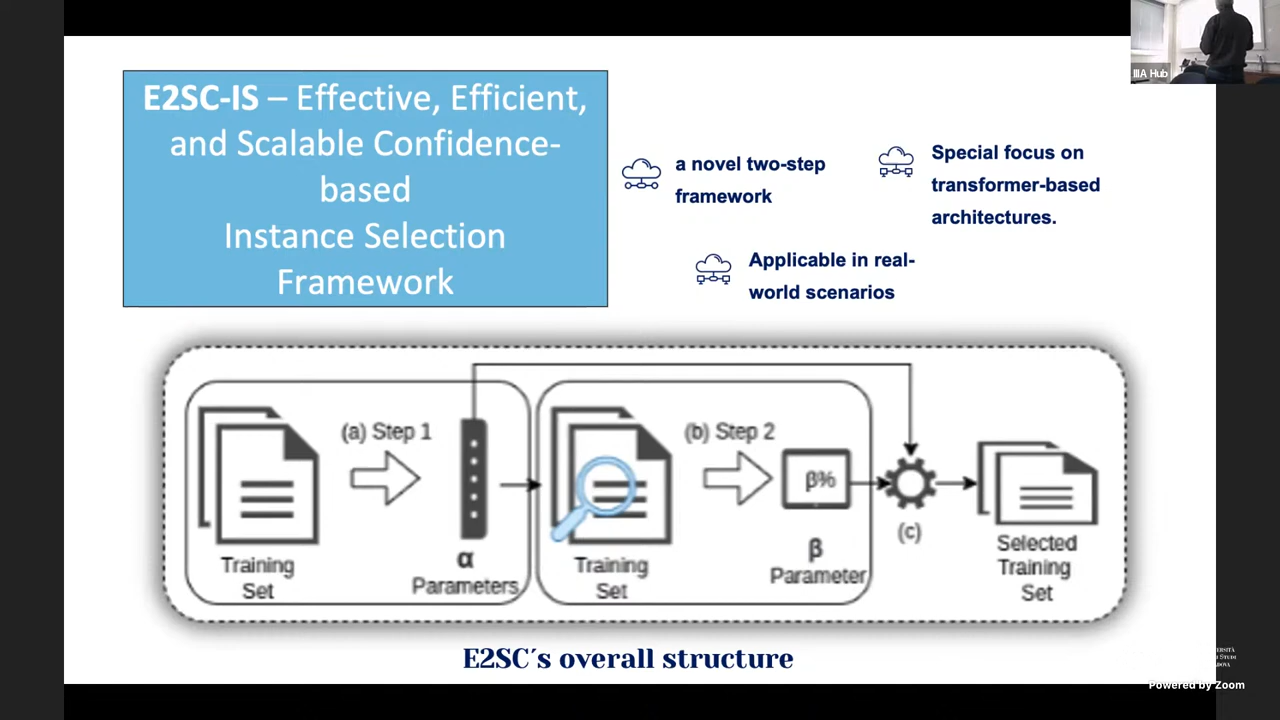 E2SC-IS – Effective, Efficient,
and Scalable Confidence-
based
Instance Selection
Framework
a novel two-step
framework
Special focus on
transformer-based
architectures.
Applicable in real-
world scenarios
(a) Step 1
Training
Set
α
Parameters
(b) Step 2
Training
Set
β%
β
Parameter
(c)
Selected
Training
Set
E2SC´s overall structure
IIIA Hub
Powered by Zoom